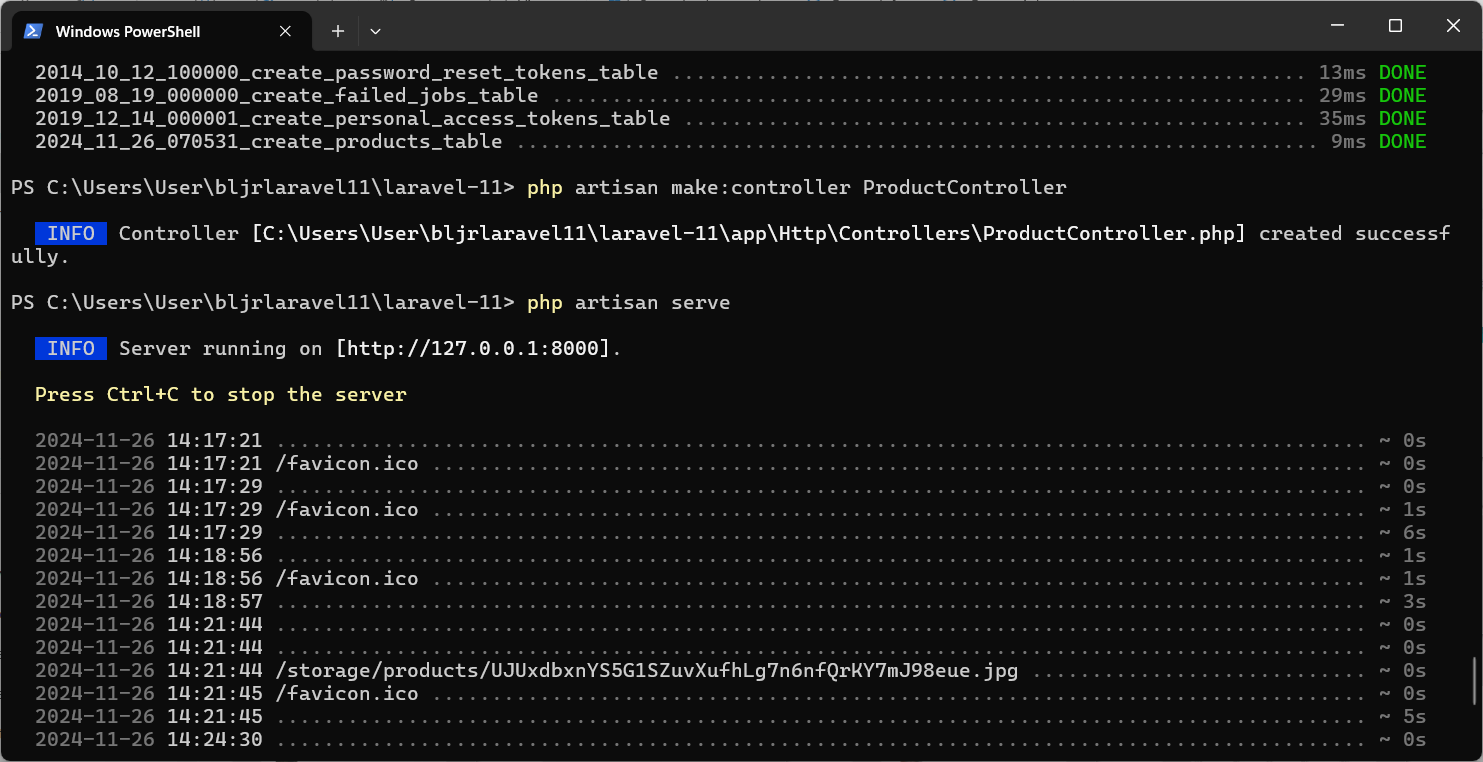 Windows PowerShell
2014_10_12_100000_create_password_reset_tokens_table .................................................... 13ms DONE
2019_08_19_000000_create_failed_jobs_table .............................................................. 29ms DONE
2019_12_14_000001_create_personal_access_tokens_table ................................................... 35ms DONE
2024_11_26_070531_create_products_table .................................................................. 9ms DONE
PS C:\Users\User\bljrlaravel11\laravel-11> php artisan make:controller ProductController
INFO Controller [C:\Users\User\bljrlaravel11\laravel-11\app\Http\Controllers\ProductController.php] created successf
ully.
PS C:\Users\User\bljrlaravel11\laravel-11> php artisan serve
INFO Server running on [http://127.0.0.1:8000].
Press Ctrl+C to stop the server
2024-11-26 14:17:21 ........................................................................................... ~ 0s
2024-11-26 14:17:21 /favicon.ico .............................................................................. ~ 0s
2024-11-26 14:17:29 ........................................................................................... ~ 0s
2024-11-26 14:17:29 /favicon.ico .............................................................................. ~ 1s
2024-11-26 14:17:29 ........................................................................................... ~ 6s
2024-11-26 14:18:56 ........................................................................................... ~ 1s
2024-11-26 14:18:56 /favicon.ico .............................................................................. ~ 1s
2024-11-26 14:18:57 ........................................................................................... ~ 3s
2024-11-26 14:21:44 ........................................................................................... ~ 0s
2024-11-26 14:21:44 ........................................................................................... ~ 0s
2024-11-26 14:21:44 /storage/products/UJUxdbxnYS5G1SZuvXufhLg7n6nfQrKY7mJ98eue.jpg ............................ ~ 0s
2024-11-26 14:21:45 /favicon.ico .............................................................................. ~ 0s
2024-11-26 14:21:45 ........................................................................................... ~ 5s
2024-11-26 14:24:30 ........................................................................................... ~ 0s